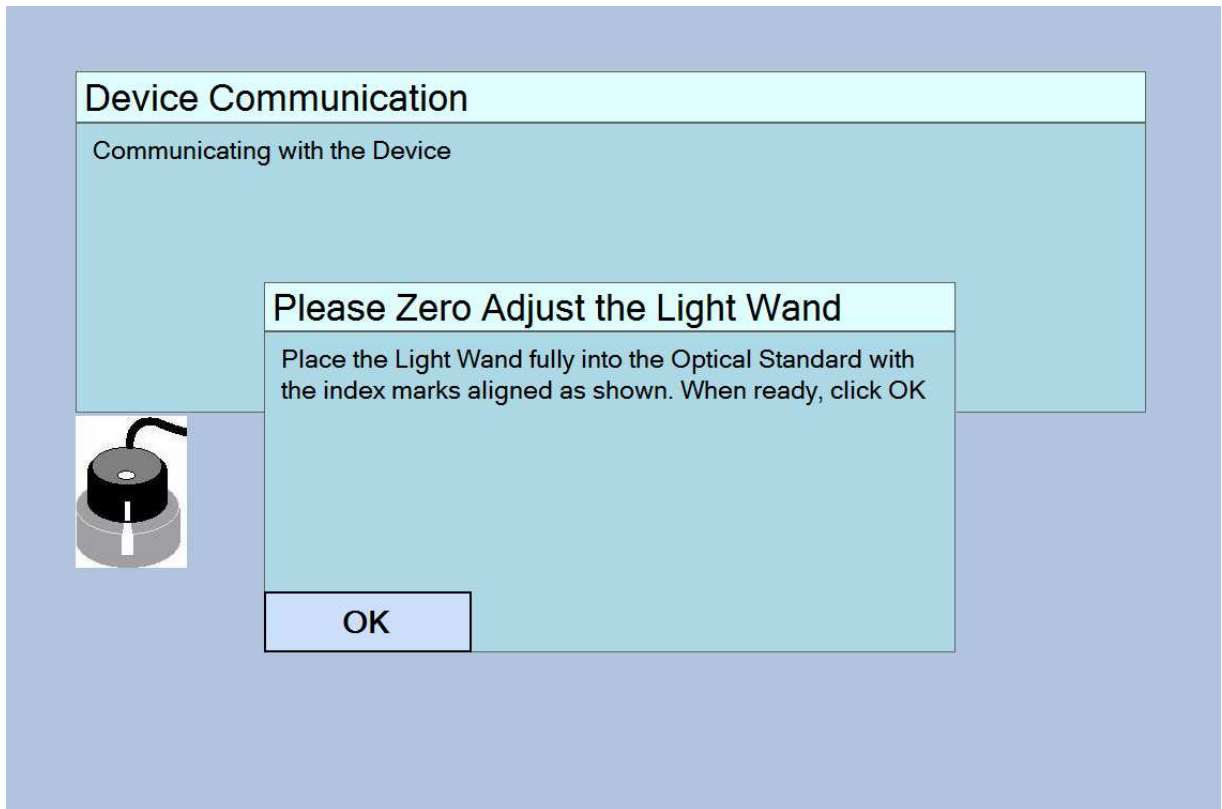 Device Communication
Communicating with the Device
Please Zero Adjust the Light Wand
Place the Light Wand fully into the Optical Standard with
the index marks aligned as shown. When ready, click OK
OK